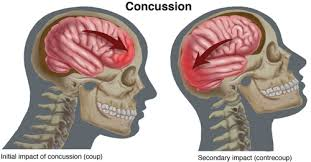 Concussion
Initial impact of concussion (coup)
Secondary impact (contrecoup)